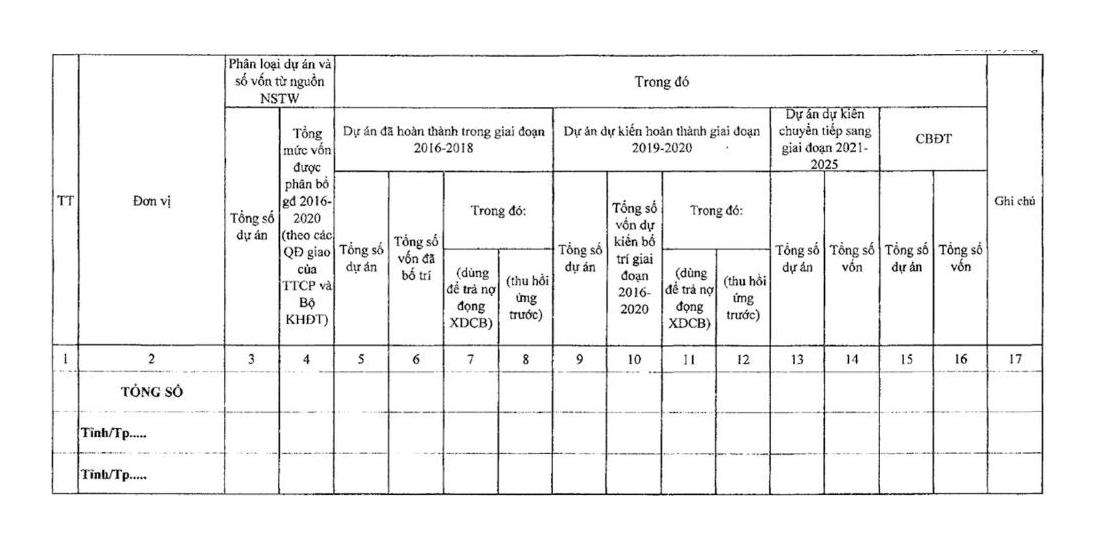 Phân loại dự án và
số vốn từ nguồn
NSTW
Trong đó
TT
Đơn vị
Tổng số
dự án
Tổng
mức vốn
được
phân bổ
gđ 2016-
2020
(theo các
QĐ giao
của
TTCP và
Bộ
KHĐT)
Dự án đã hoàn thành trong giai đoạn
2016-2018
Dự án dự kiến hoàn thành giai đoạn
2019-2020
Dự án dự kiên
chuyển tiếp sang
giai đoạn 2021-
2025
CBĐT
Ghi chú
Tổng số
dự án
Tổng số
vốn đã
bố trí
Trong đó:
(dùng
để trả nợ
đọng
XDCB)
(thu hồi
ứng
trước)
Tổng số
dự án
Tổng số
vốn dự
kiến bố
trí giai
đoạn
2016-
2020
Trong đó:
(dùng
để trả nợ
đọng
XDCB)
(thu hồi
ứng
trước)
Tổng số
dự án
Tổng số
vốn
Tổng số
dự án
Tổng số
vốn
1 2 3 4 5 6 7 8 9 10 11 12 13 14 15 16 17
TỔNG SỐ
Tỉnh/Tp.....
Tỉnh/Tp.....